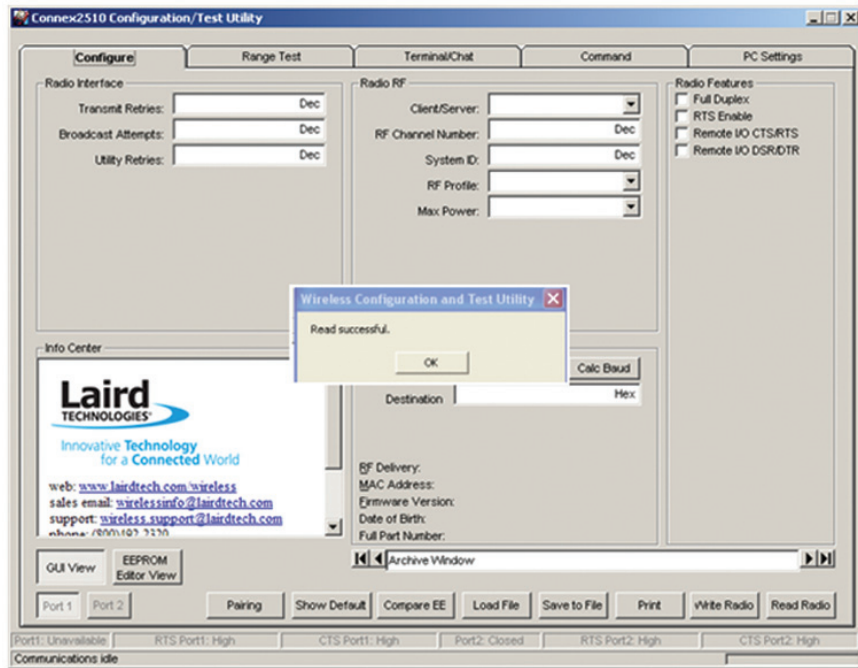 Connex2510 Configuration/Test Utility
Configure
Range Test
Terminal/Chat
Command
PC Settings
Radio Interface
Transmit Retries: Dec
Broadcast Attempts: Dec
Utility Retries: Dec
Radio RF
Client/Server:
RF Channel Number: Dec
System ID: Dec
RF Profile:
Max Power:
Radio Features
Full Duplex
RTS Enable
Remote I/O CTS/RTS
Remote I/O DSR/DTR
Wireless Configuration and Test Utility
Read successful.
OK
Info Center
Laird
TECHNOLOGIES
Innovative Technology
for a Connected World
web: www.lairdtech.com/wireless
sales email: wirelessinfo@lairdtech.com
support: wireless.support@lairdtech.com
phone: (800)492-2320
Calc Baud
Destination Hex
RF Delivery:
MAC Address:
Firmware Version:
Date of Birth:
Full Part Number:
Archive Window
GUI View
EEPROM
Editor View
Port 1
Port 2
Pairing
Show Default
Compare EE
Load File
Save to File
Print
Write Radio
Read Radio
Port1: Unavailable
RTS Port1: High
CTS Port1: High
Port2: Closed
RTS Port2: High
CTS Port2: High
Communications idle